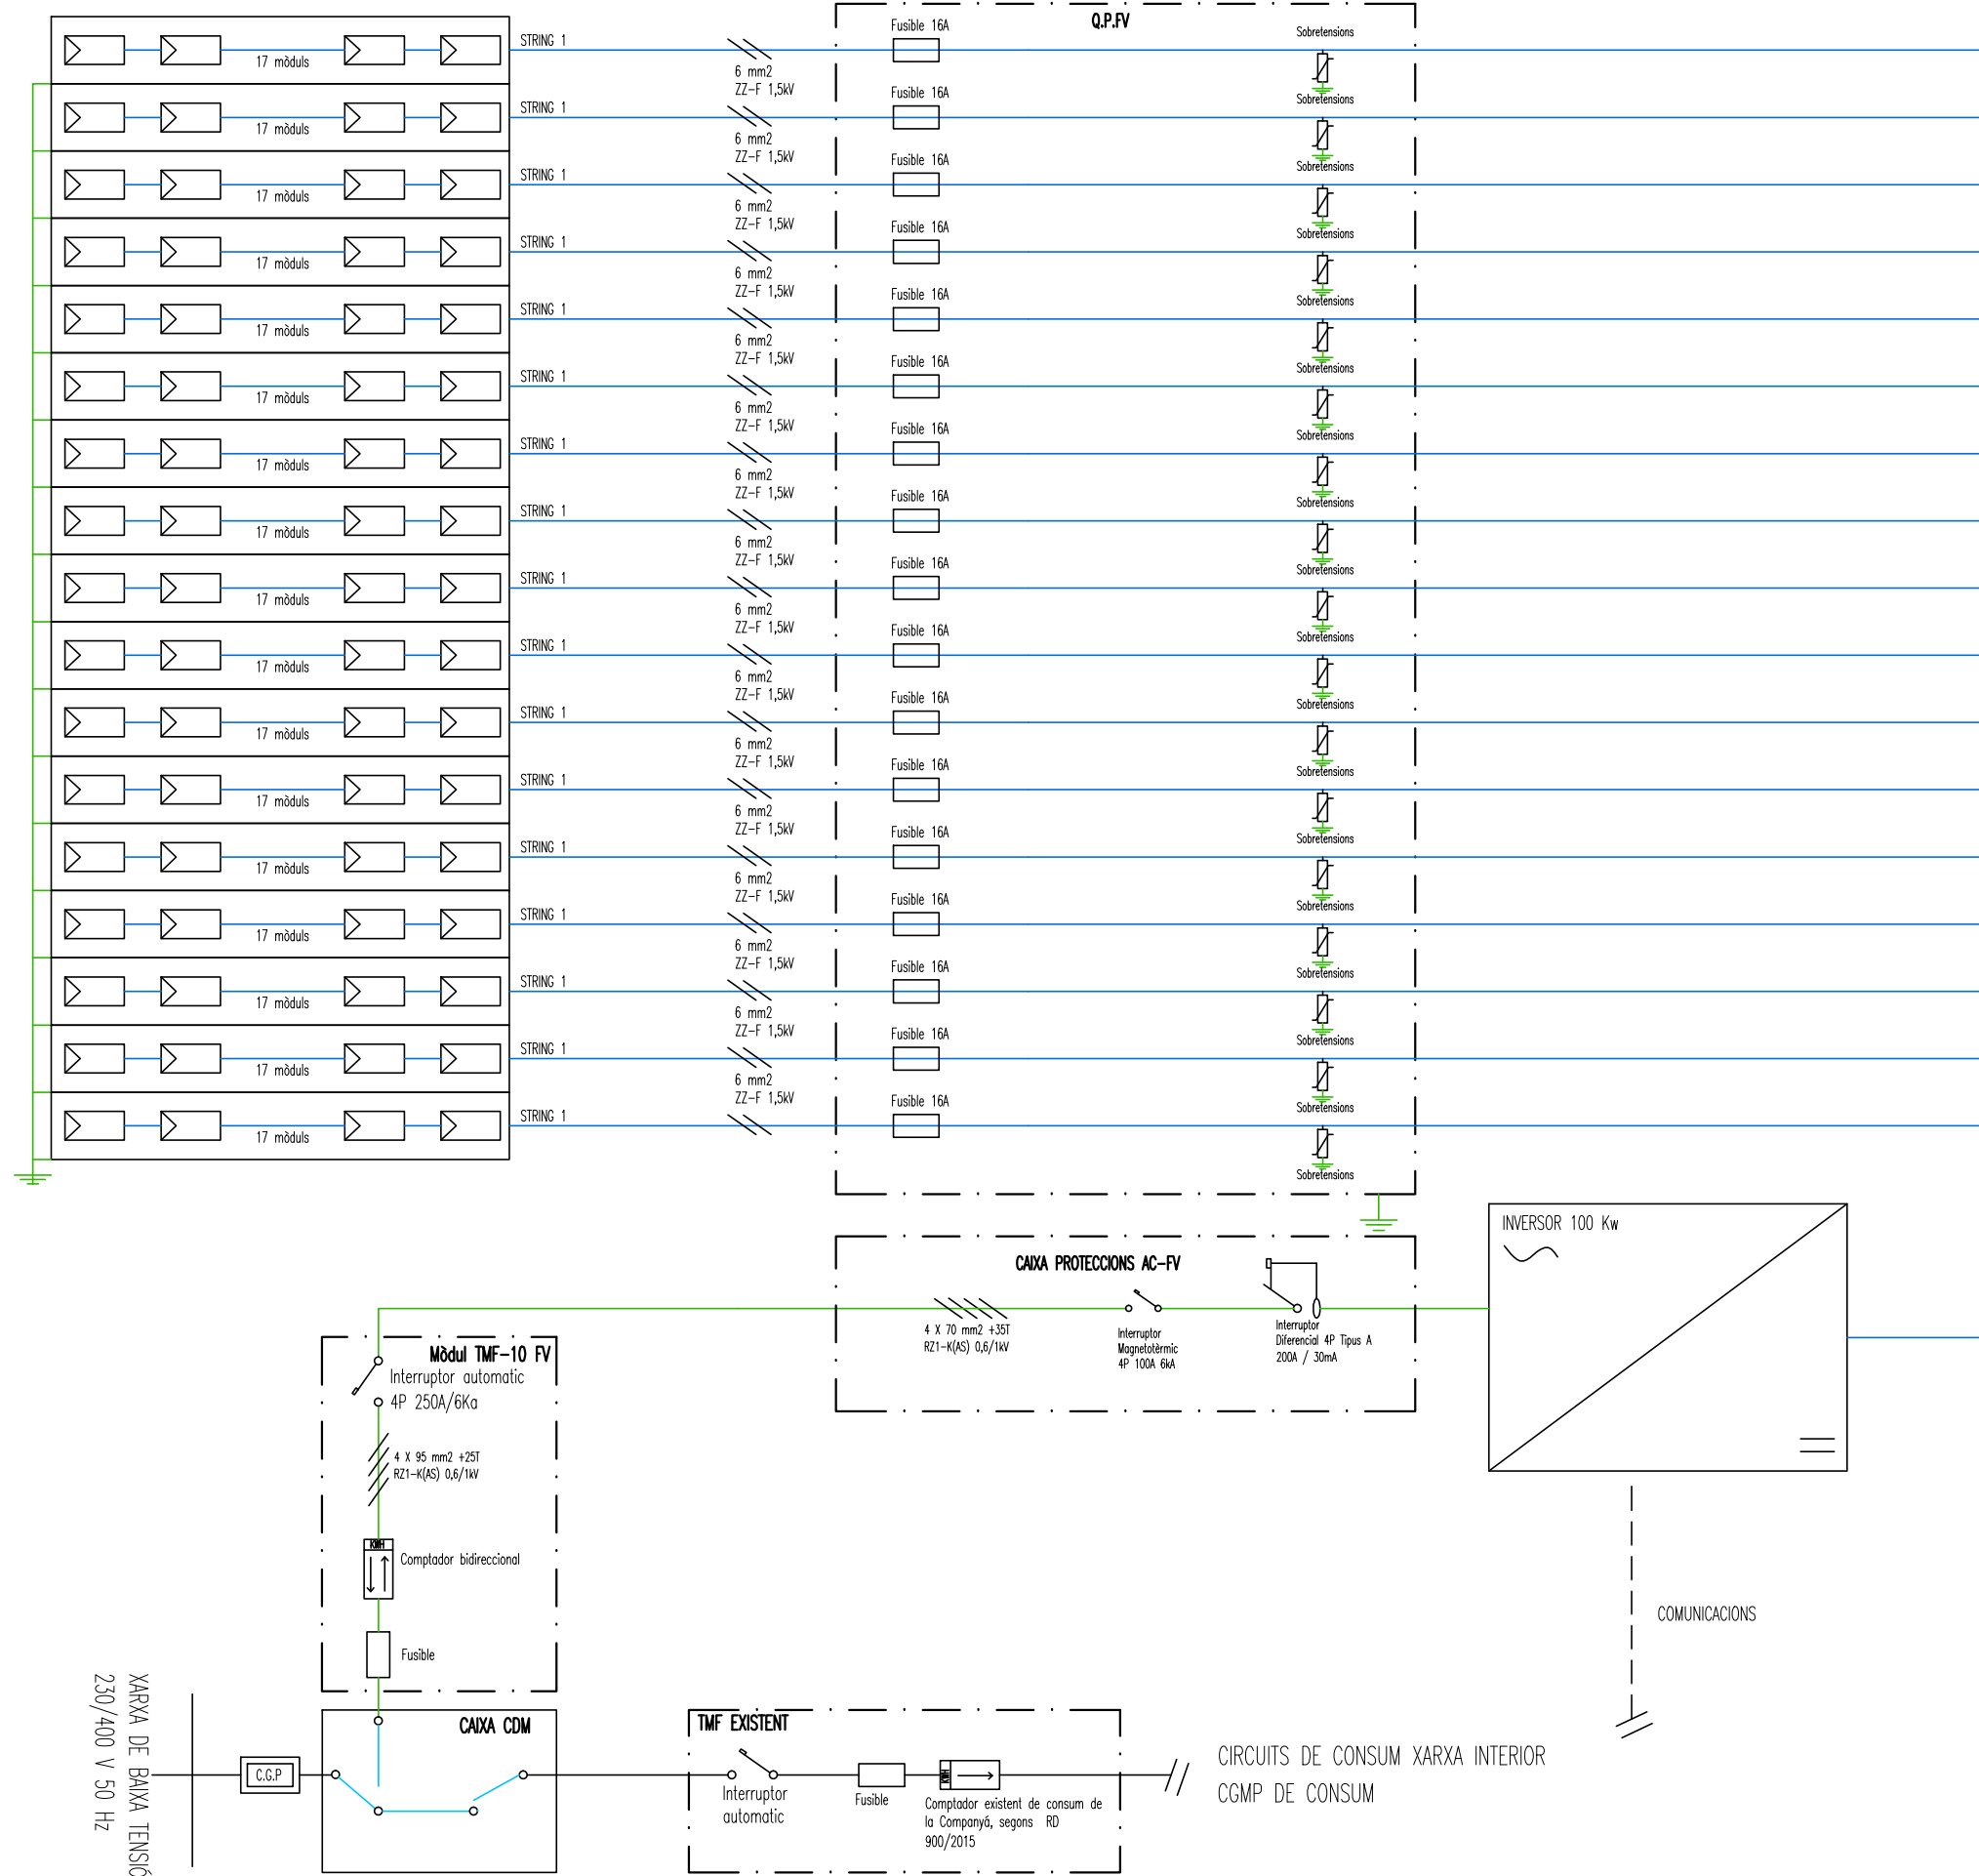 Q.P.FV
Fusible 16A
Sobretensions
STRING 1
17 mòduls
6 mm2
ZZ-F 1,5kV
Fusible 16A
Sobretensions
STRING 1
17 mòduls
6 mm2
ZZ-F 1,5kV
Fusible 16A
Sobretensions
STRING 1
17 mòduls
6 mm2
ZZ-F 1,5kV
Fusible 16A
Sobretensions
STRING 1
17 mòduls
6 mm2
ZZ-F 1,5kV
Fusible 16A
Sobretensions
STRING 1
17 mòduls
6 mm2
ZZ-F 1,5kV
Fusible 16A
Sobretensions
STRING 1
17 mòduls
6 mm2
ZZ-F 1,5kV
Fusible 16A
Sobretensions
STRING 1
17 mòduls
6 mm2
ZZ-F 1,5kV
Fusible 16A
Sobretensions
STRING 1
17 mòduls
6 mm2
ZZ-F 1,5kV
Fusible 16A
Sobretensions
STRING 1
17 mòduls
6 mm2
ZZ-F 1,5kV
Fusible 16A
Sobretensions
STRING 1
17 mòduls
6 mm2
ZZ-F 1,5kV
Fusible 16A
Sobretensions
STRING 1
17 mòduls
6 mm2
ZZ-F 1,5kV
Fusible 16A
Sobretensions
STRING 1
17 mòduls
6 mm2
ZZ-F 1,5kV
Fusible 16A
Sobretensions
STRING 1
17 mòduls
6 mm2
ZZ-F 1,5kV
Fusible 16A
Sobretensions
STRING 1
17 mòduls
6 mm2
ZZ-F 1,5kV
Fusible 16A
Sobretensions
STRING 1
17 mòduls
6 mm2
ZZ-F 1,5kV
Fusible 16A
Sobretensions
STRING 1
17 mòduls
6 mm2
ZZ-F 1,5kV
Fusible 16A
Sobretensions
STRING 1
17 mòduls
Sobretensions
INVERSOR 100 Kw
CAIXA PROTECCIONS AC-FV
4 X 70 mm2 +35T
RZ1-K(AS) 0,6/1kV
Interruptor
Magnetotèrmic
4P 100A 6kA
Interruptor
Diferencial 4P Tipus A
200A / 30mA
Mòdul TMF-10 FV
Interruptor automatic
4P 250A/6Ka
4 X 95 mm2 +25T
RZ1-K(AS) 0,6/1kV
KWH
Comptador bidireccional
Fusible
COMUNICACIONS
XARXA DE BAIXA TENSIÓ
230/400 V 50 Hz
C.G.P
CAIXA CDM
TMF EXISTENT
Interruptor
automatic
Fusible
KWH
Comptador existent de consum de
la Companyá, segons RD
900/2015
CIRCUITS DE CONSUM XARXA INTERIOR
CGMP DE CONSUM